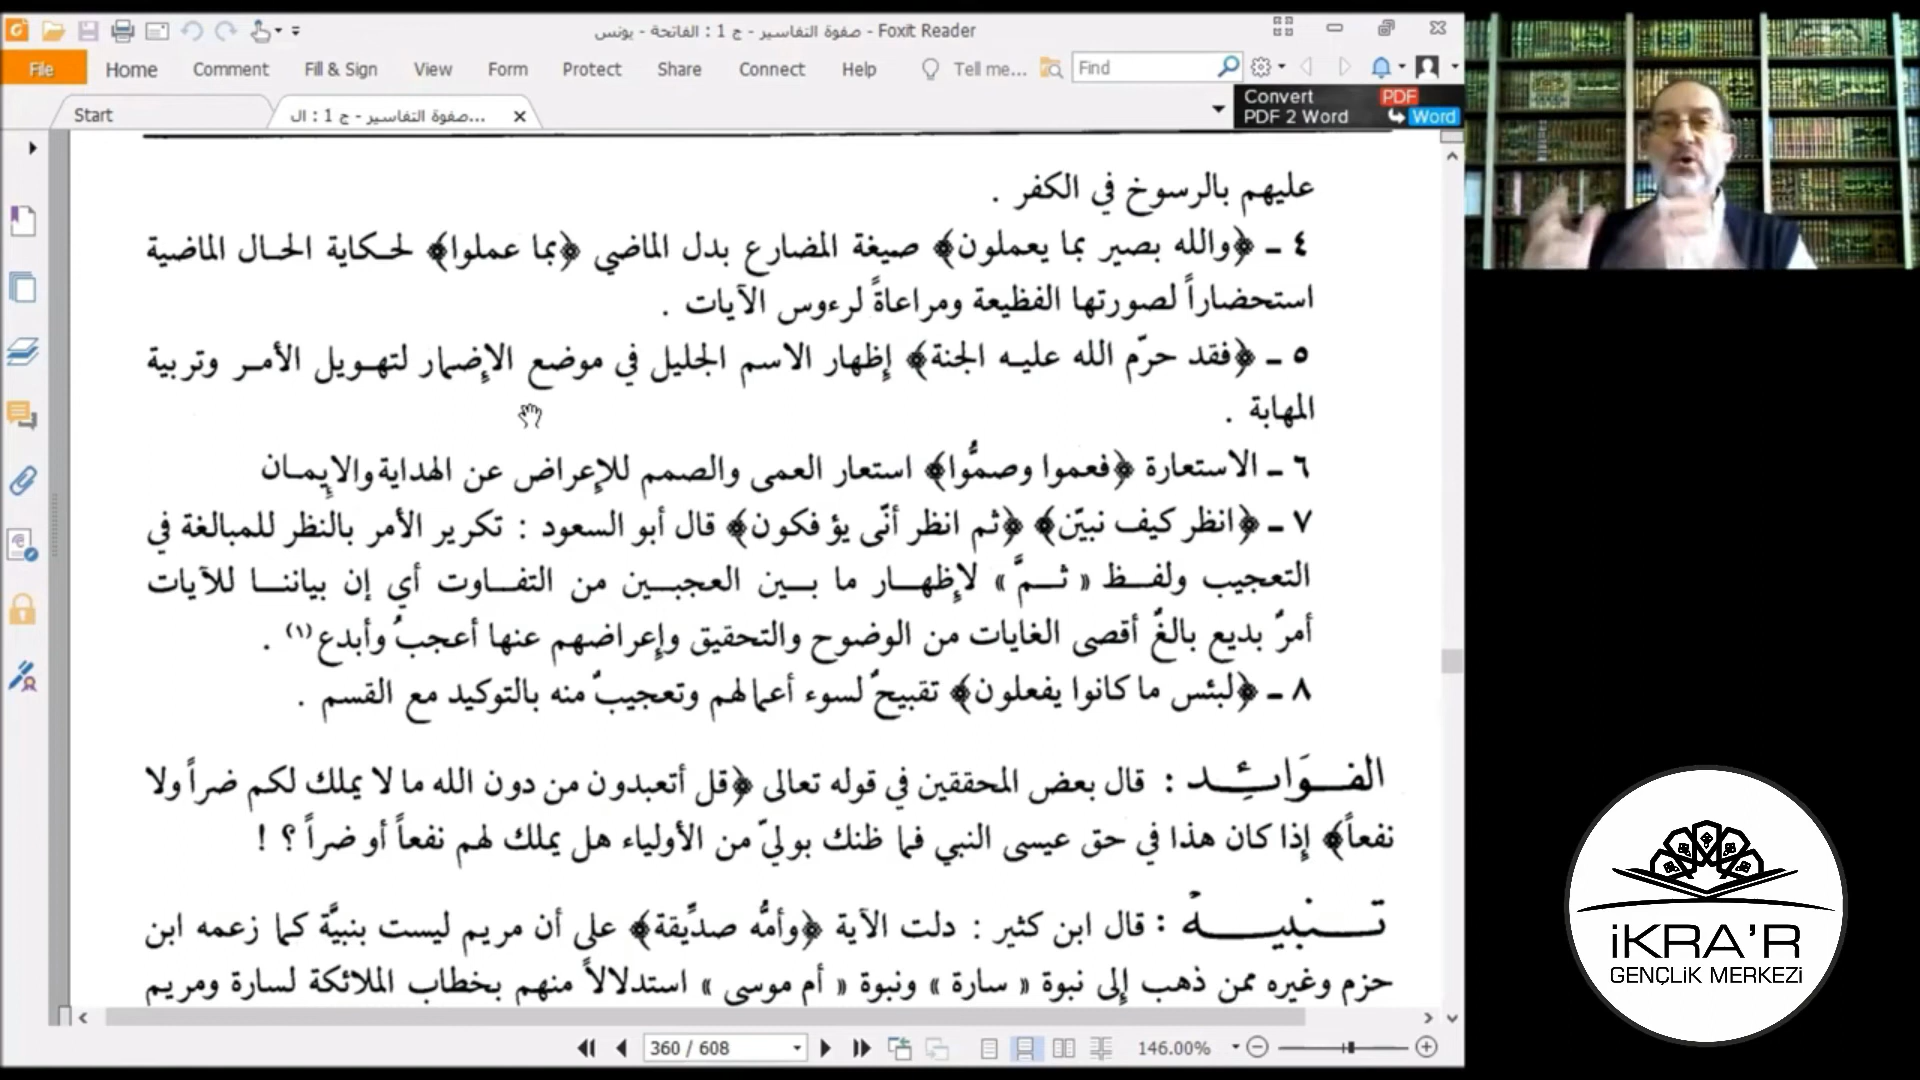 صفوة التفاسير - ج 1 : الفاتحة - يونس - Foxit Reader
File Home Comment Fill & Sign View Form Protect Share Connect Help Tell me... Find
Start
صفوة التفاسير - ج 1 : ال...
Convert PDF
PDF 2 Word Word
عليهم بالرسوخ في الكفر .
٤ ـ ﴿والله بصير بما يعملون﴾ صيغة المضارع بدل الماضي ﴿بما عملوا﴾ لحكاية الحال الماضية
استحضاراً لصورتها الفظيعة ومراعاةً لرءوس الآيات .
٥ ـ ﴿فقد حرّم الله عليه الجنة﴾ إظهار الاسم الجليل في موضع الإضمار لتهويل الأمر وتربية
المهابة .
٦ ـ الاستعارة ﴿فعموا وصمُّوا﴾ استعار العمى والصمم للإعراض عن الهداية والإيمان
٧ ـ ﴿انظر كيف نبيّن﴾ ﴿ثم انظر أنّى يؤفكون﴾ قال أبو السعود : تكرير الأمر بالنظر للمبالغة في
التعجيب ولفظ « ثمَّ » لإظهار ما بين العجبين من التفاوت أي إن بياننا للآيات
أمرٌ بديع بالغٌ أقصى الغايات من الوضوح والتحقيق وإعراضهم عنها أعجبُ وأبدع(١) .
٨ ـ ﴿لبئس ما كانوا يفعلون﴾ تقبيحٌ لسوء أعمالهم وتعجيبٌ منه بالتوكيد مع القسم .
الفَوَائِد : قال بعض المحققين في قوله تعالى ﴿قل أتعبدون من دون الله ما لا يملك لكم ضراً ولا
نفعاً﴾ إذا كان هذا في حق عيسى النبي فما ظنك بوليّ من الأولياء هل يملك لهم نفعاً أو ضراً ؟ !
تنبيه : قال ابن كثير : دلت الآية ﴿وأمُّه صدِّيقة﴾ على أن مريم ليست بنبيَّة كما زعمه ابن
حزم وغيره ممن ذهب إلى نبوة « سارة » ونبوة « أم موسى » استدلالاً منهم بخطاب الملائكة لسارة ومريم
360 / 608
146.00%
iKRA'R
GENÇLiK MERKEZi